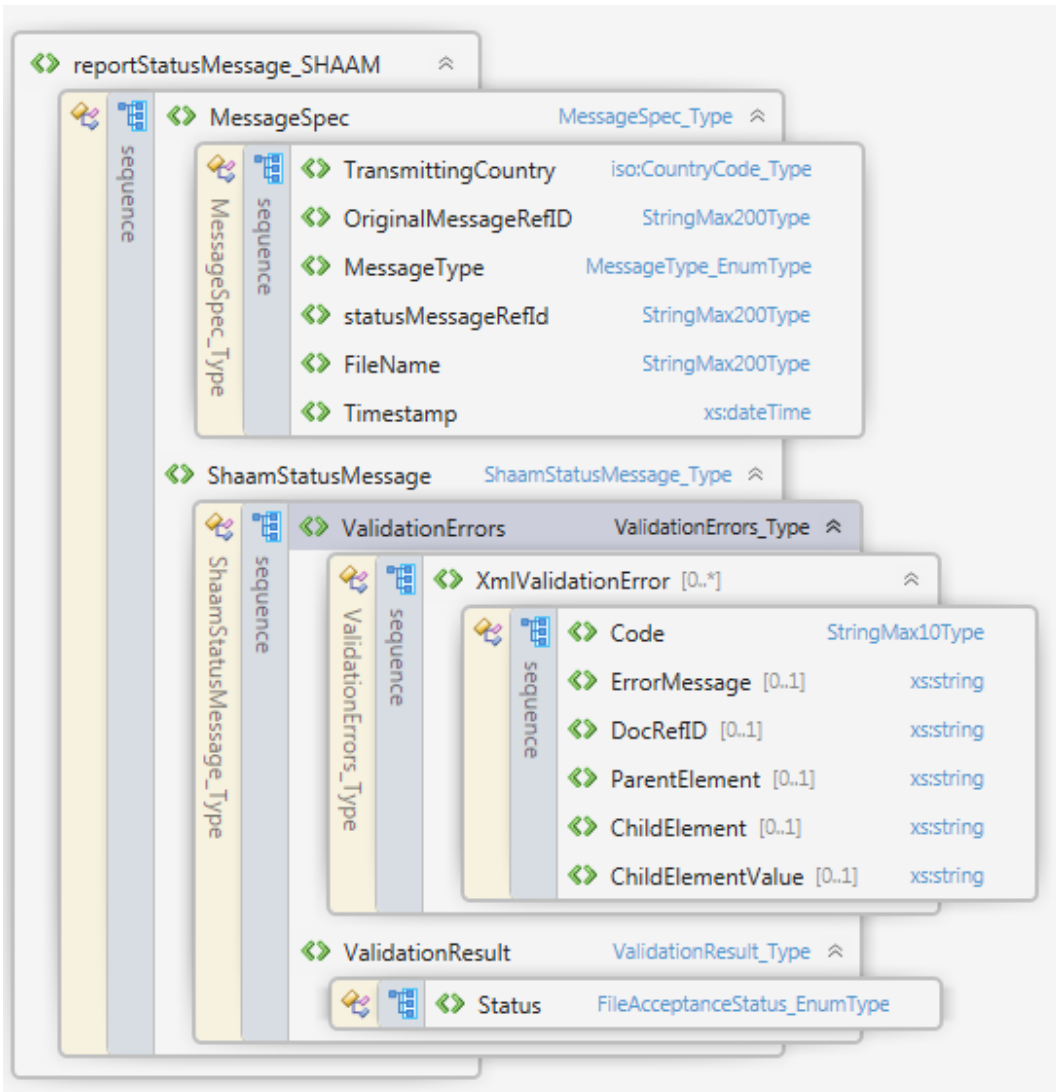 reportStatusMessage_SHAAM
sequence
MessageSpec MessageSpec_Type
MessageSpec_Type
sequence
TransmittingCountry iso:CountryCode_Type
OriginalMessageRefID StringMax200Type
MessageType MessageType_EnumType
statusMessageRefId StringMax200Type
FileName StringMax200Type
Timestamp xs:dateTime
ShaamStatusMessage ShaamStatusMessage_Type
ShaamStatusMessage_Type
sequence
ValidationErrors ValidationErrors_Type
ValidationErrors_Type
sequence
XmlValidationError [0..*]
sequence
Code StringMax10Type
ErrorMessage [0..1] xs:string
DocRefID [0..1] xs:string
ParentElement [0..1] xs:string
ChildElement [0..1] xs:string
ChildElementValue [0..1] xs:string
ValidationResult ValidationResult_Type
Status FileAcceptanceStatus_EnumType